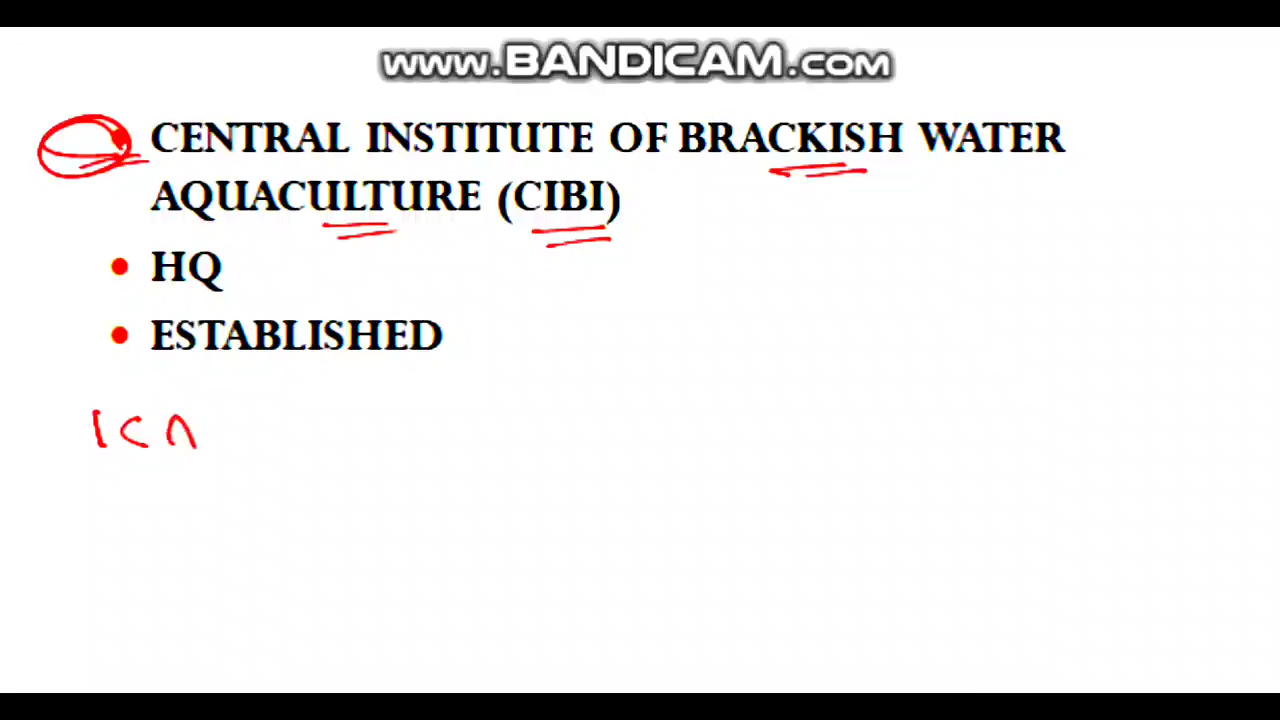 www.BANDICAM.com
CENTRAL INSTITUTE OF BRACKISH WATER
AQUACULTURE (CIBI)
• HQ
• ESTABLISHED
ICA